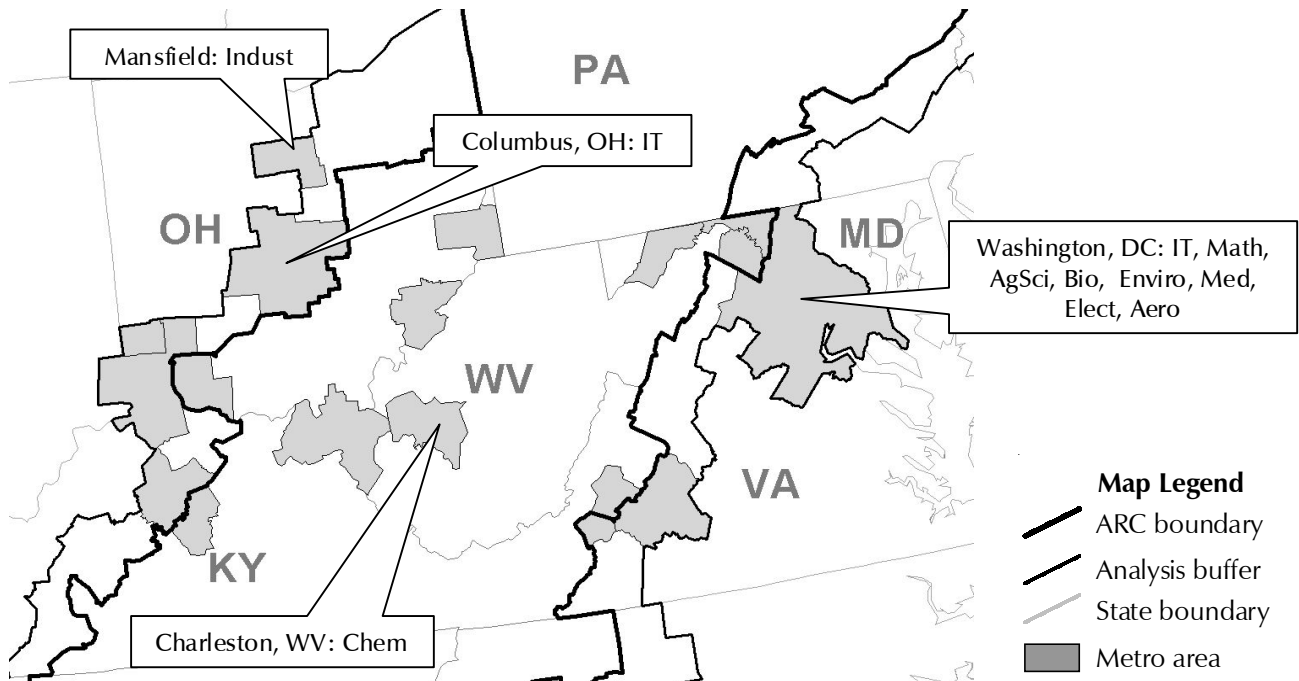 Mansfield: Indust
PA
Columbus, OH: IT
OH
MD
Washington, DC: IT, Math,
AgSci, Bio, Enviro, Med,
Elect, Aero
WV
VA
KY
Charleston, WV: Chem
Map Legend
ARC boundary
Analysis buffer
State boundary
Metro area